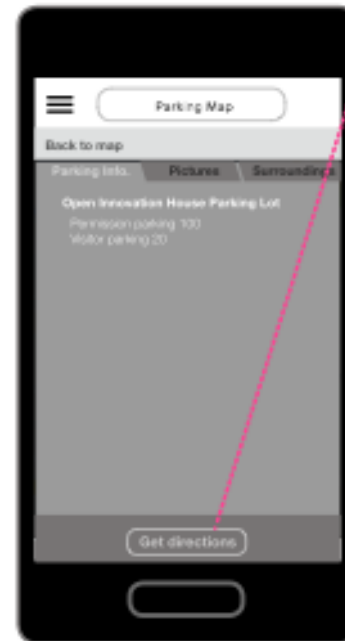 Parking Map
Back to map
Parking Info. Pictures Surroundings
Open Innovation House Parking Lot
Permission parking 100
Visitor parking 20
Get directions